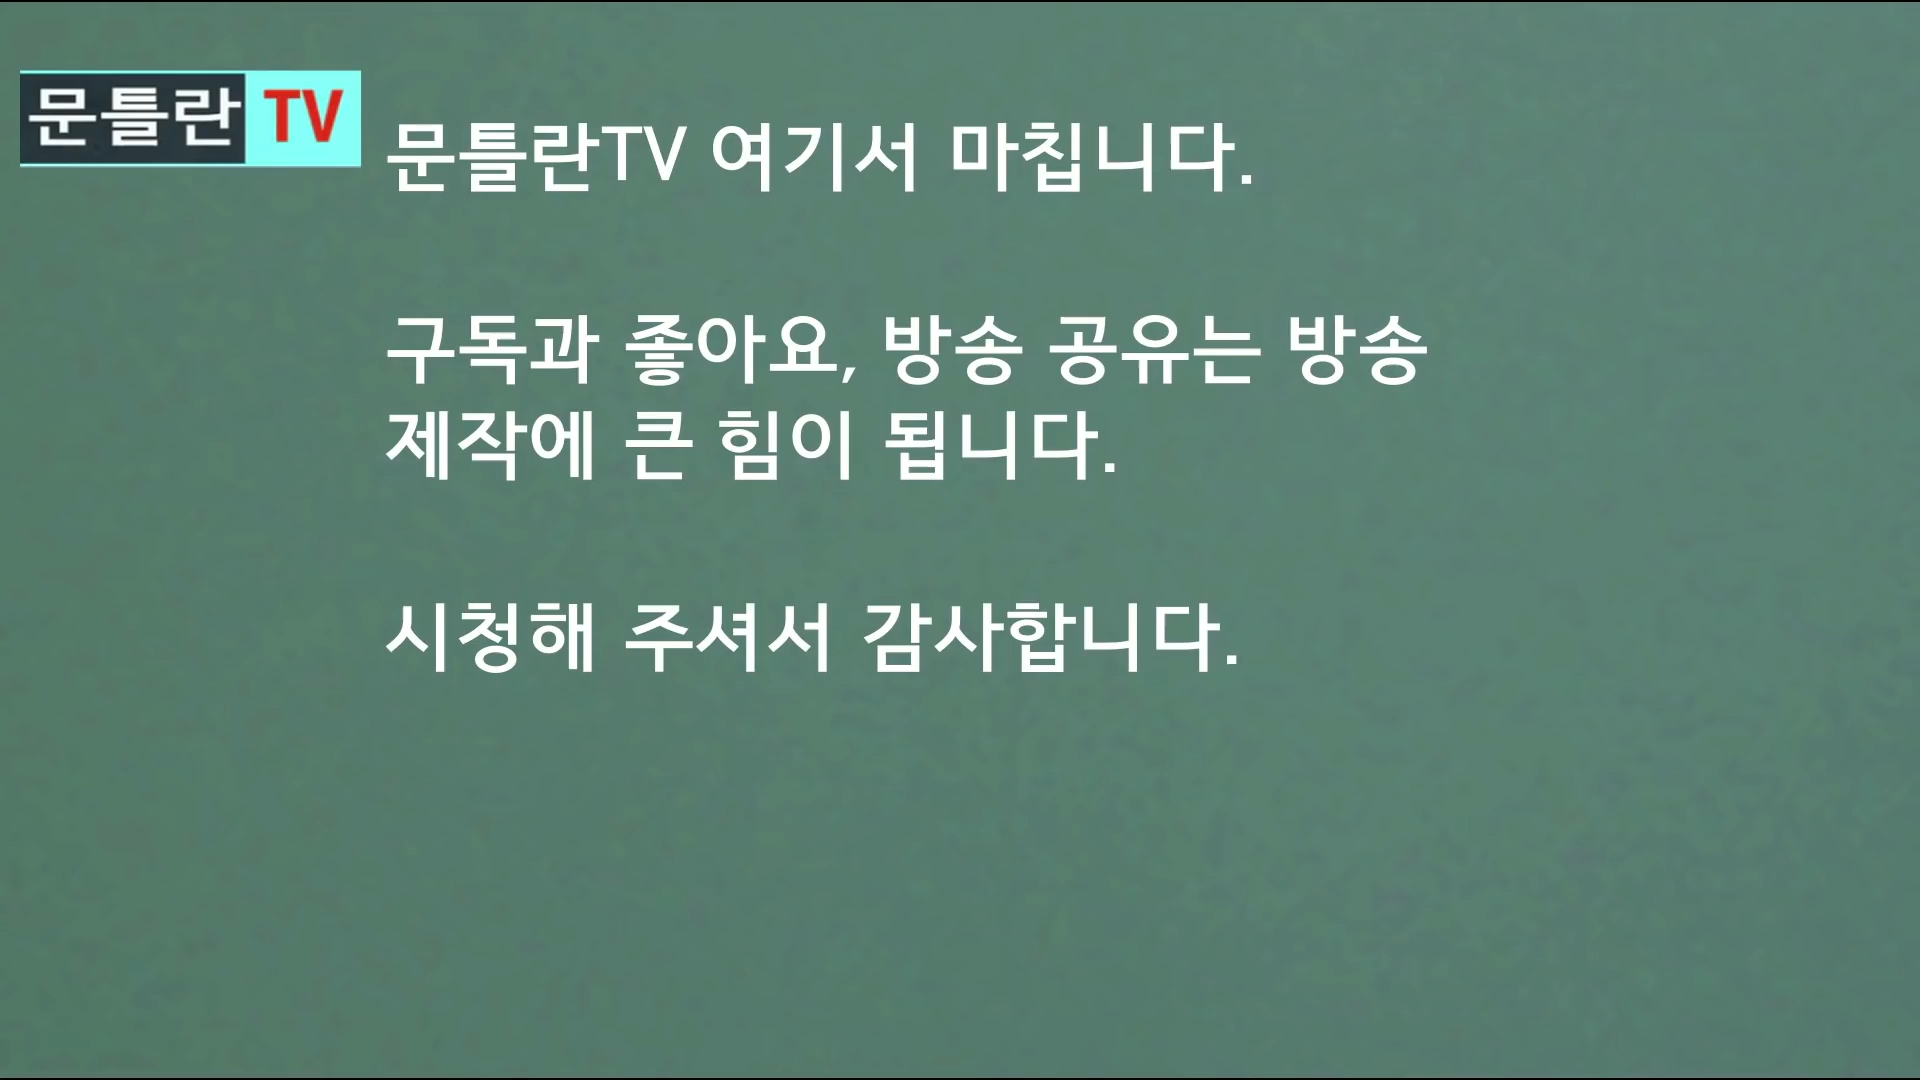 문틀란 TV
문틀란TV 여기서 마칩니다.
구독과 좋아요, 방송 공유는 방송
제작에 큰 힘이 됩니다.
시청해 주셔서 감사합니다.